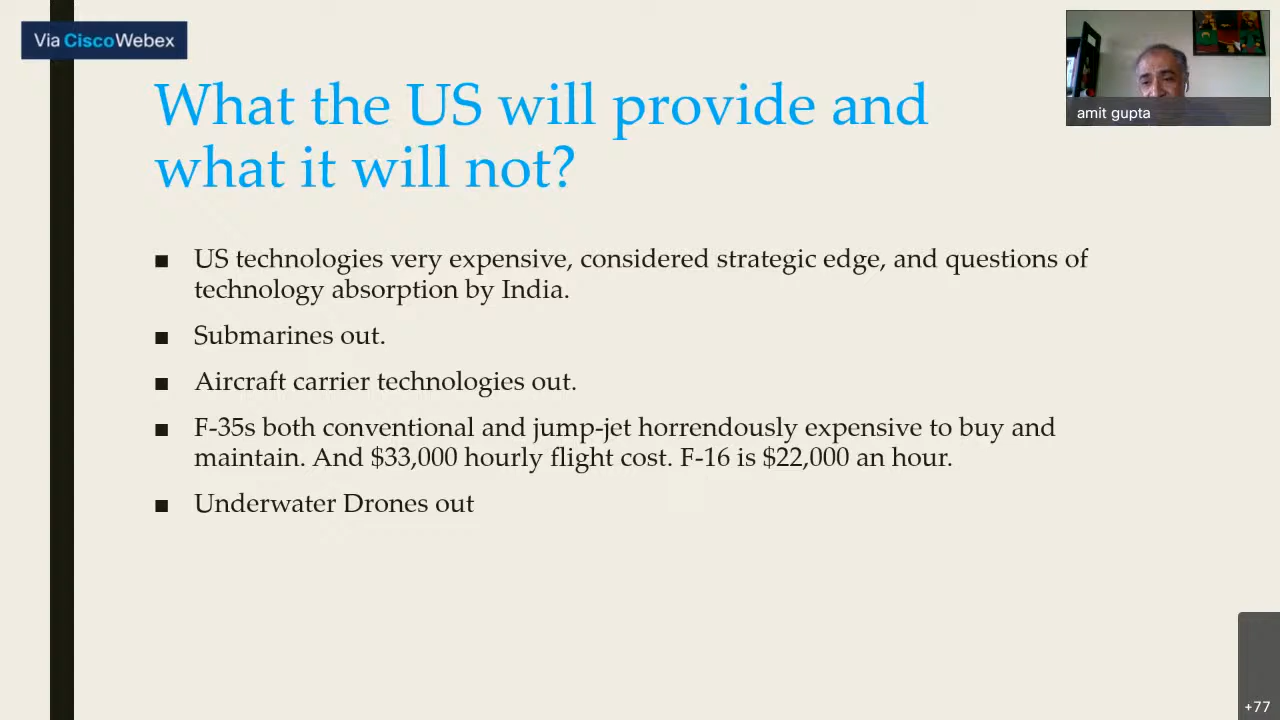 Via CiscoWebex
amit gupta
What the US will provide and
what it will not?
■ US technologies very expensive, considered strategic edge, and questions of
technology absorption by India.
■ Submarines out.
■ Aircraft carrier technologies out.
■ F-35s both conventional and jump-jet horrendously expensive to buy and
maintain. And $33,000 hourly flight cost. F-16 is $22,000 an hour.
■ Underwater Drones out
+77